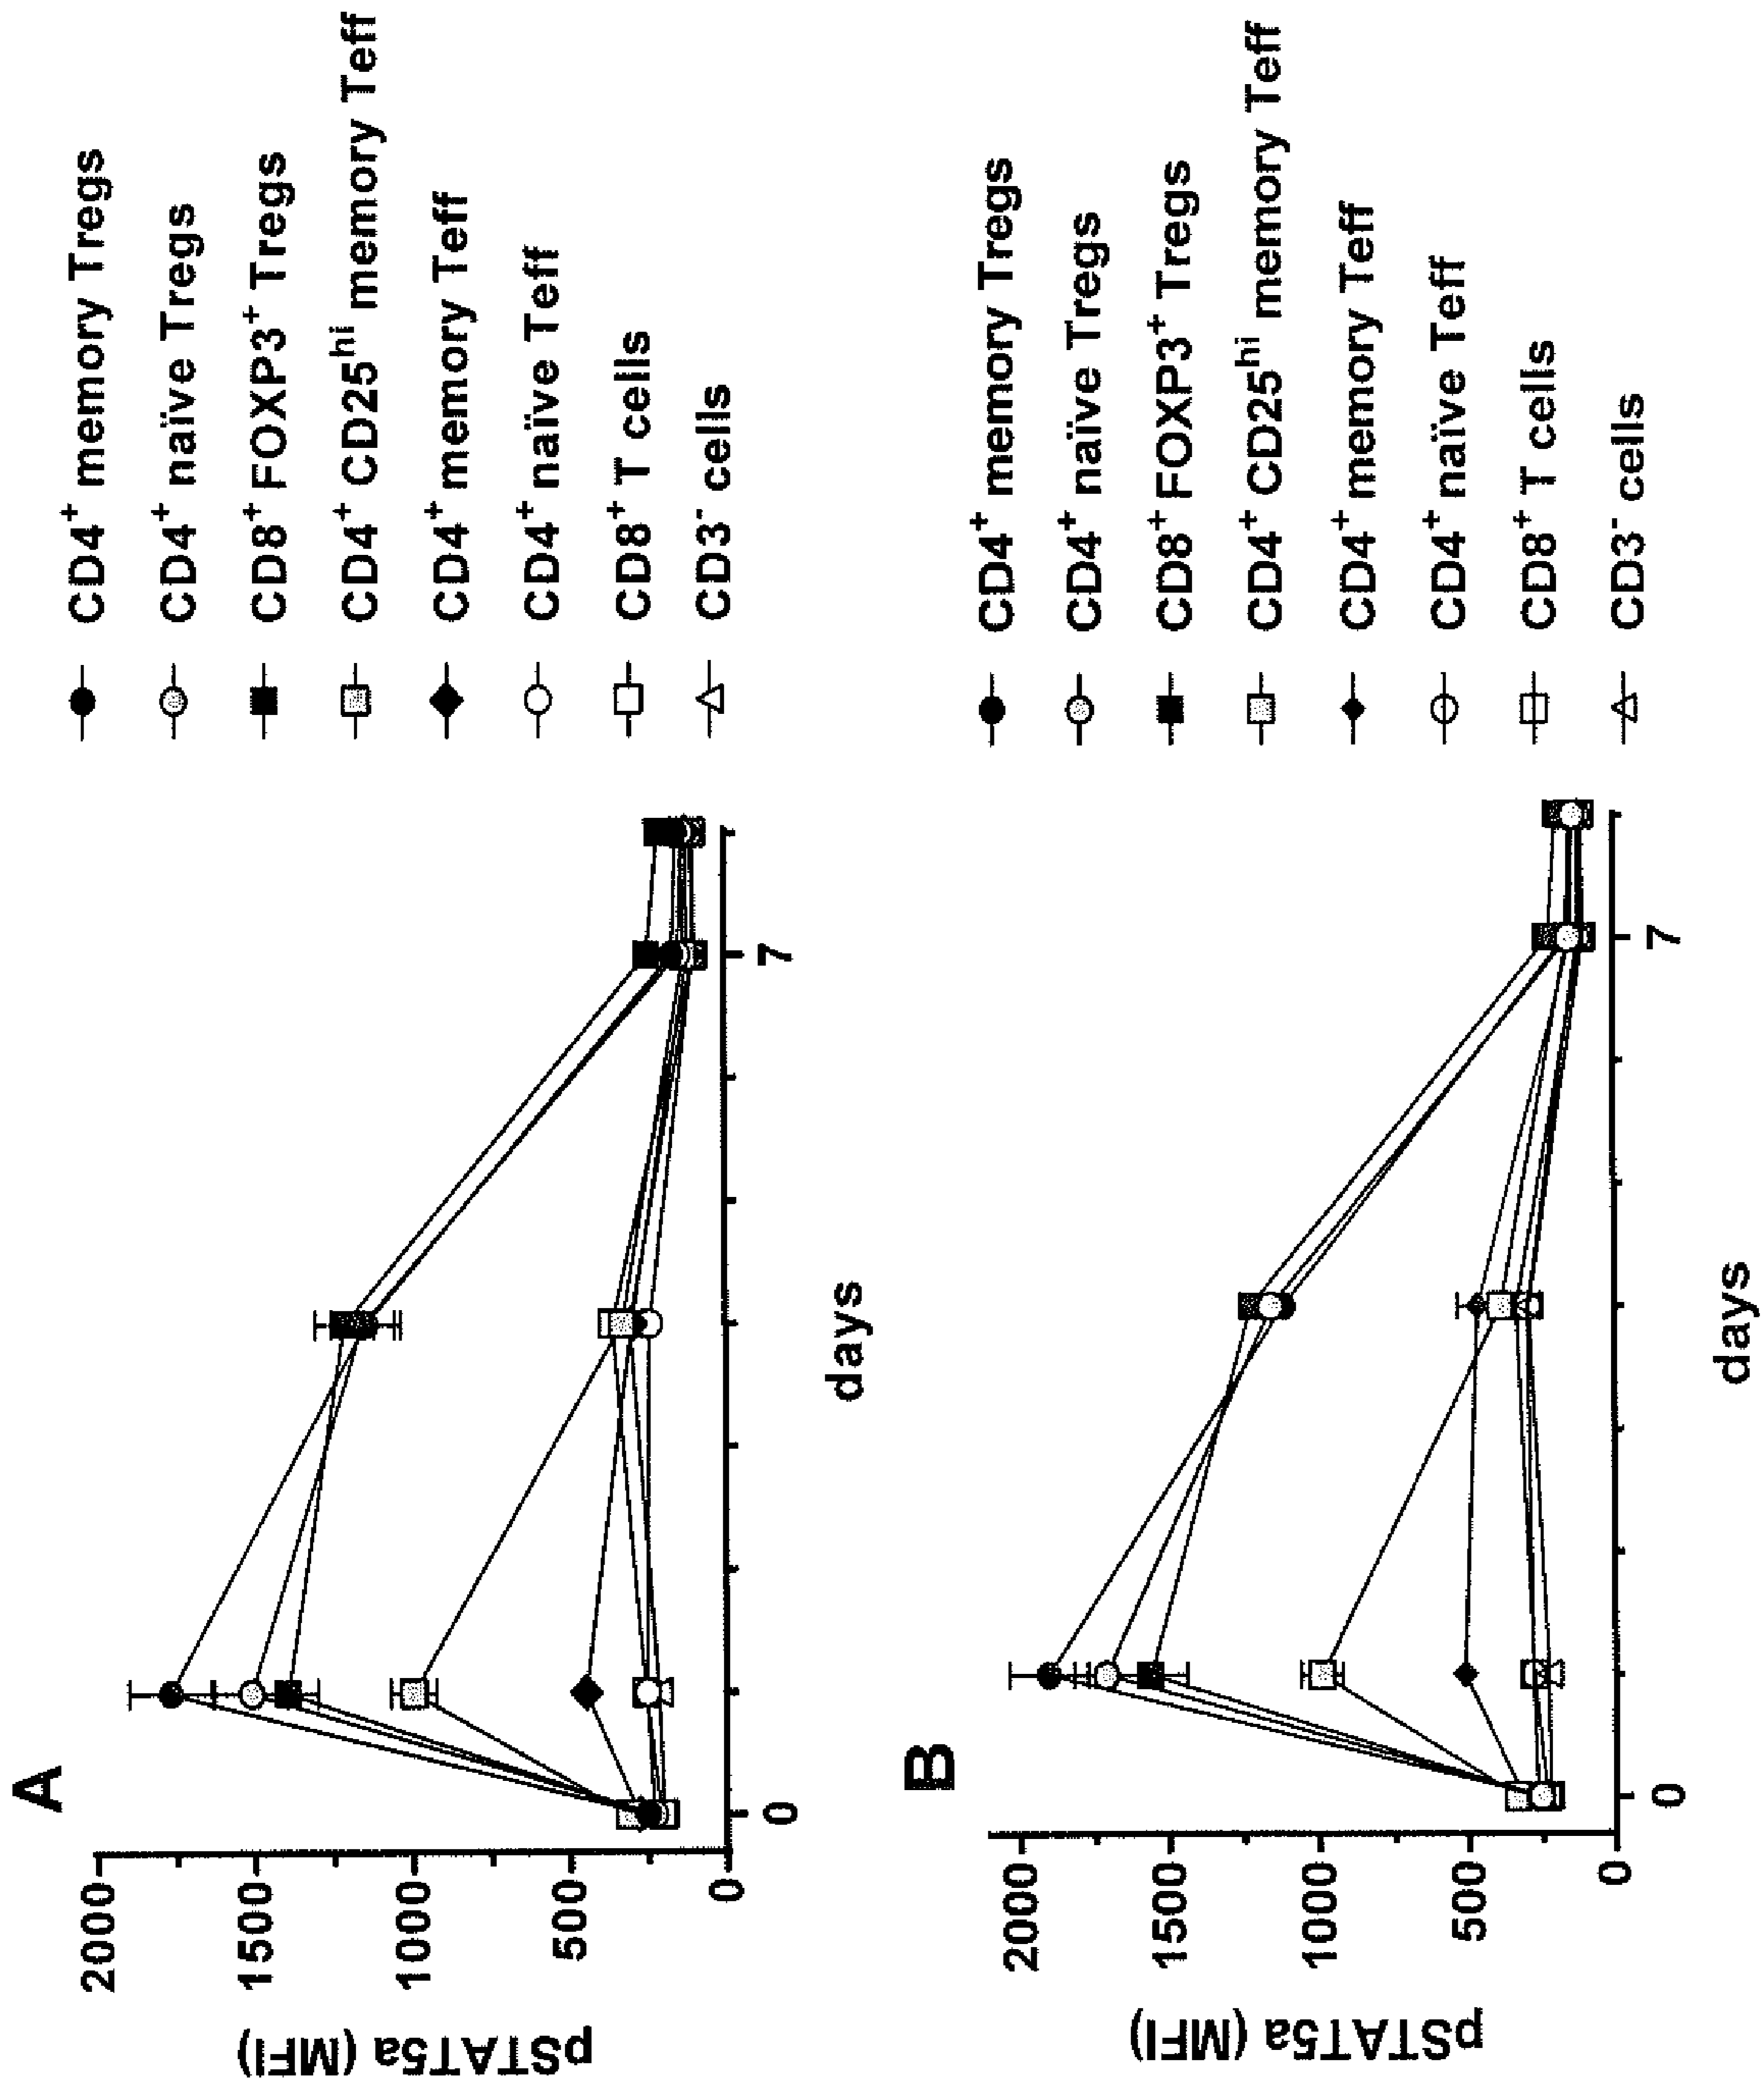 A
pSTAT5a (MFI)
2000
1500
1000
500
0
0
7
days
CD4⁺ memory Tregs
CD4⁺ naïve Tregs
CD8⁺FOXP3⁺ Tregs
CD4⁺ CD25ʰⁱ memory Teff
CD4⁺memory Teff
CD4⁺ naïve Teff
CD8⁺ T cells
CD3⁻ cells
B
pSTAT5a (MFI)
2000
1500
1000
500
0
0
7
days
CD4⁺ memory Tregs
CD4⁺ naïve Tregs
CD8⁺FOXP3⁺ Tregs
CD4⁺ CD25ʰⁱ memory Teff
CD4⁺memory Teff
CD4⁺ naïve Teff
CD8⁺ T cells
CD3⁻ cells